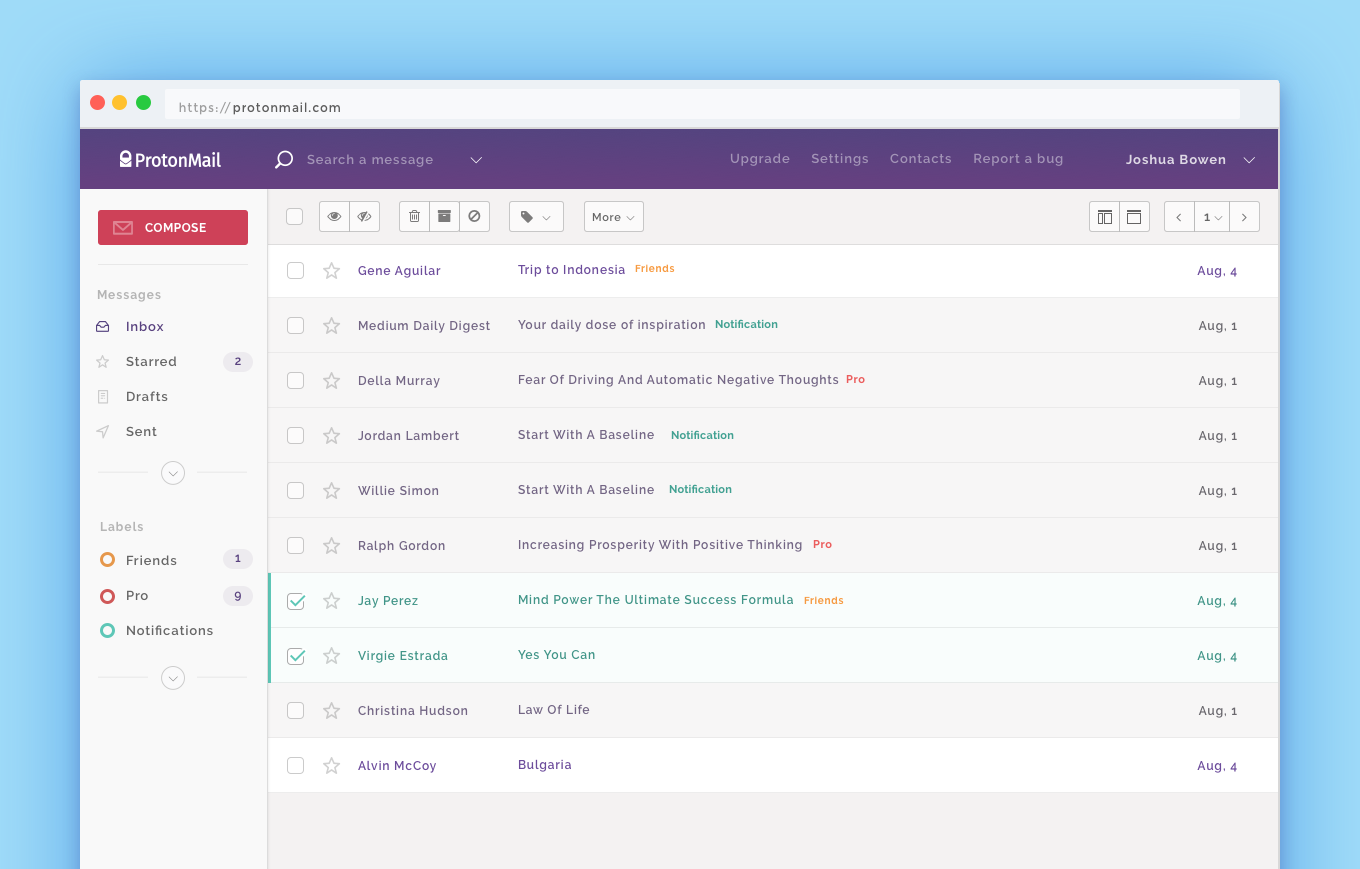 https://protonmail.com
ProtonMail
Search a message
Upgrade Settings Contacts Report a bug
Joshua Bowen
COMPOSE
More
1
Messages
Inbox
Starred 2
Drafts
Sent
Labels
Friends 1
Pro 9
Notifications
Gene Aguilar Trip to Indonesia Friends Aug, 4
Medium Daily Digest Your daily dose of inspiration Notification Aug, 1
Della Murray Fear Of Driving And Automatic Negative Thoughts Pro Aug, 1
Jordan Lambert Start With A Baseline Notification Aug, 1
Willie Simon Start With A Baseline Notification Aug, 1
Ralph Gordon Increasing Prosperity With Positive Thinking Pro Aug, 1
Jay Perez Mind Power The Ultimate Success Formula Friends Aug, 4
Virgie Estrada Yes You Can Aug, 4
Christina Hudson Law Of Life Aug, 1
Alvin McCoy Bulgaria Aug, 4